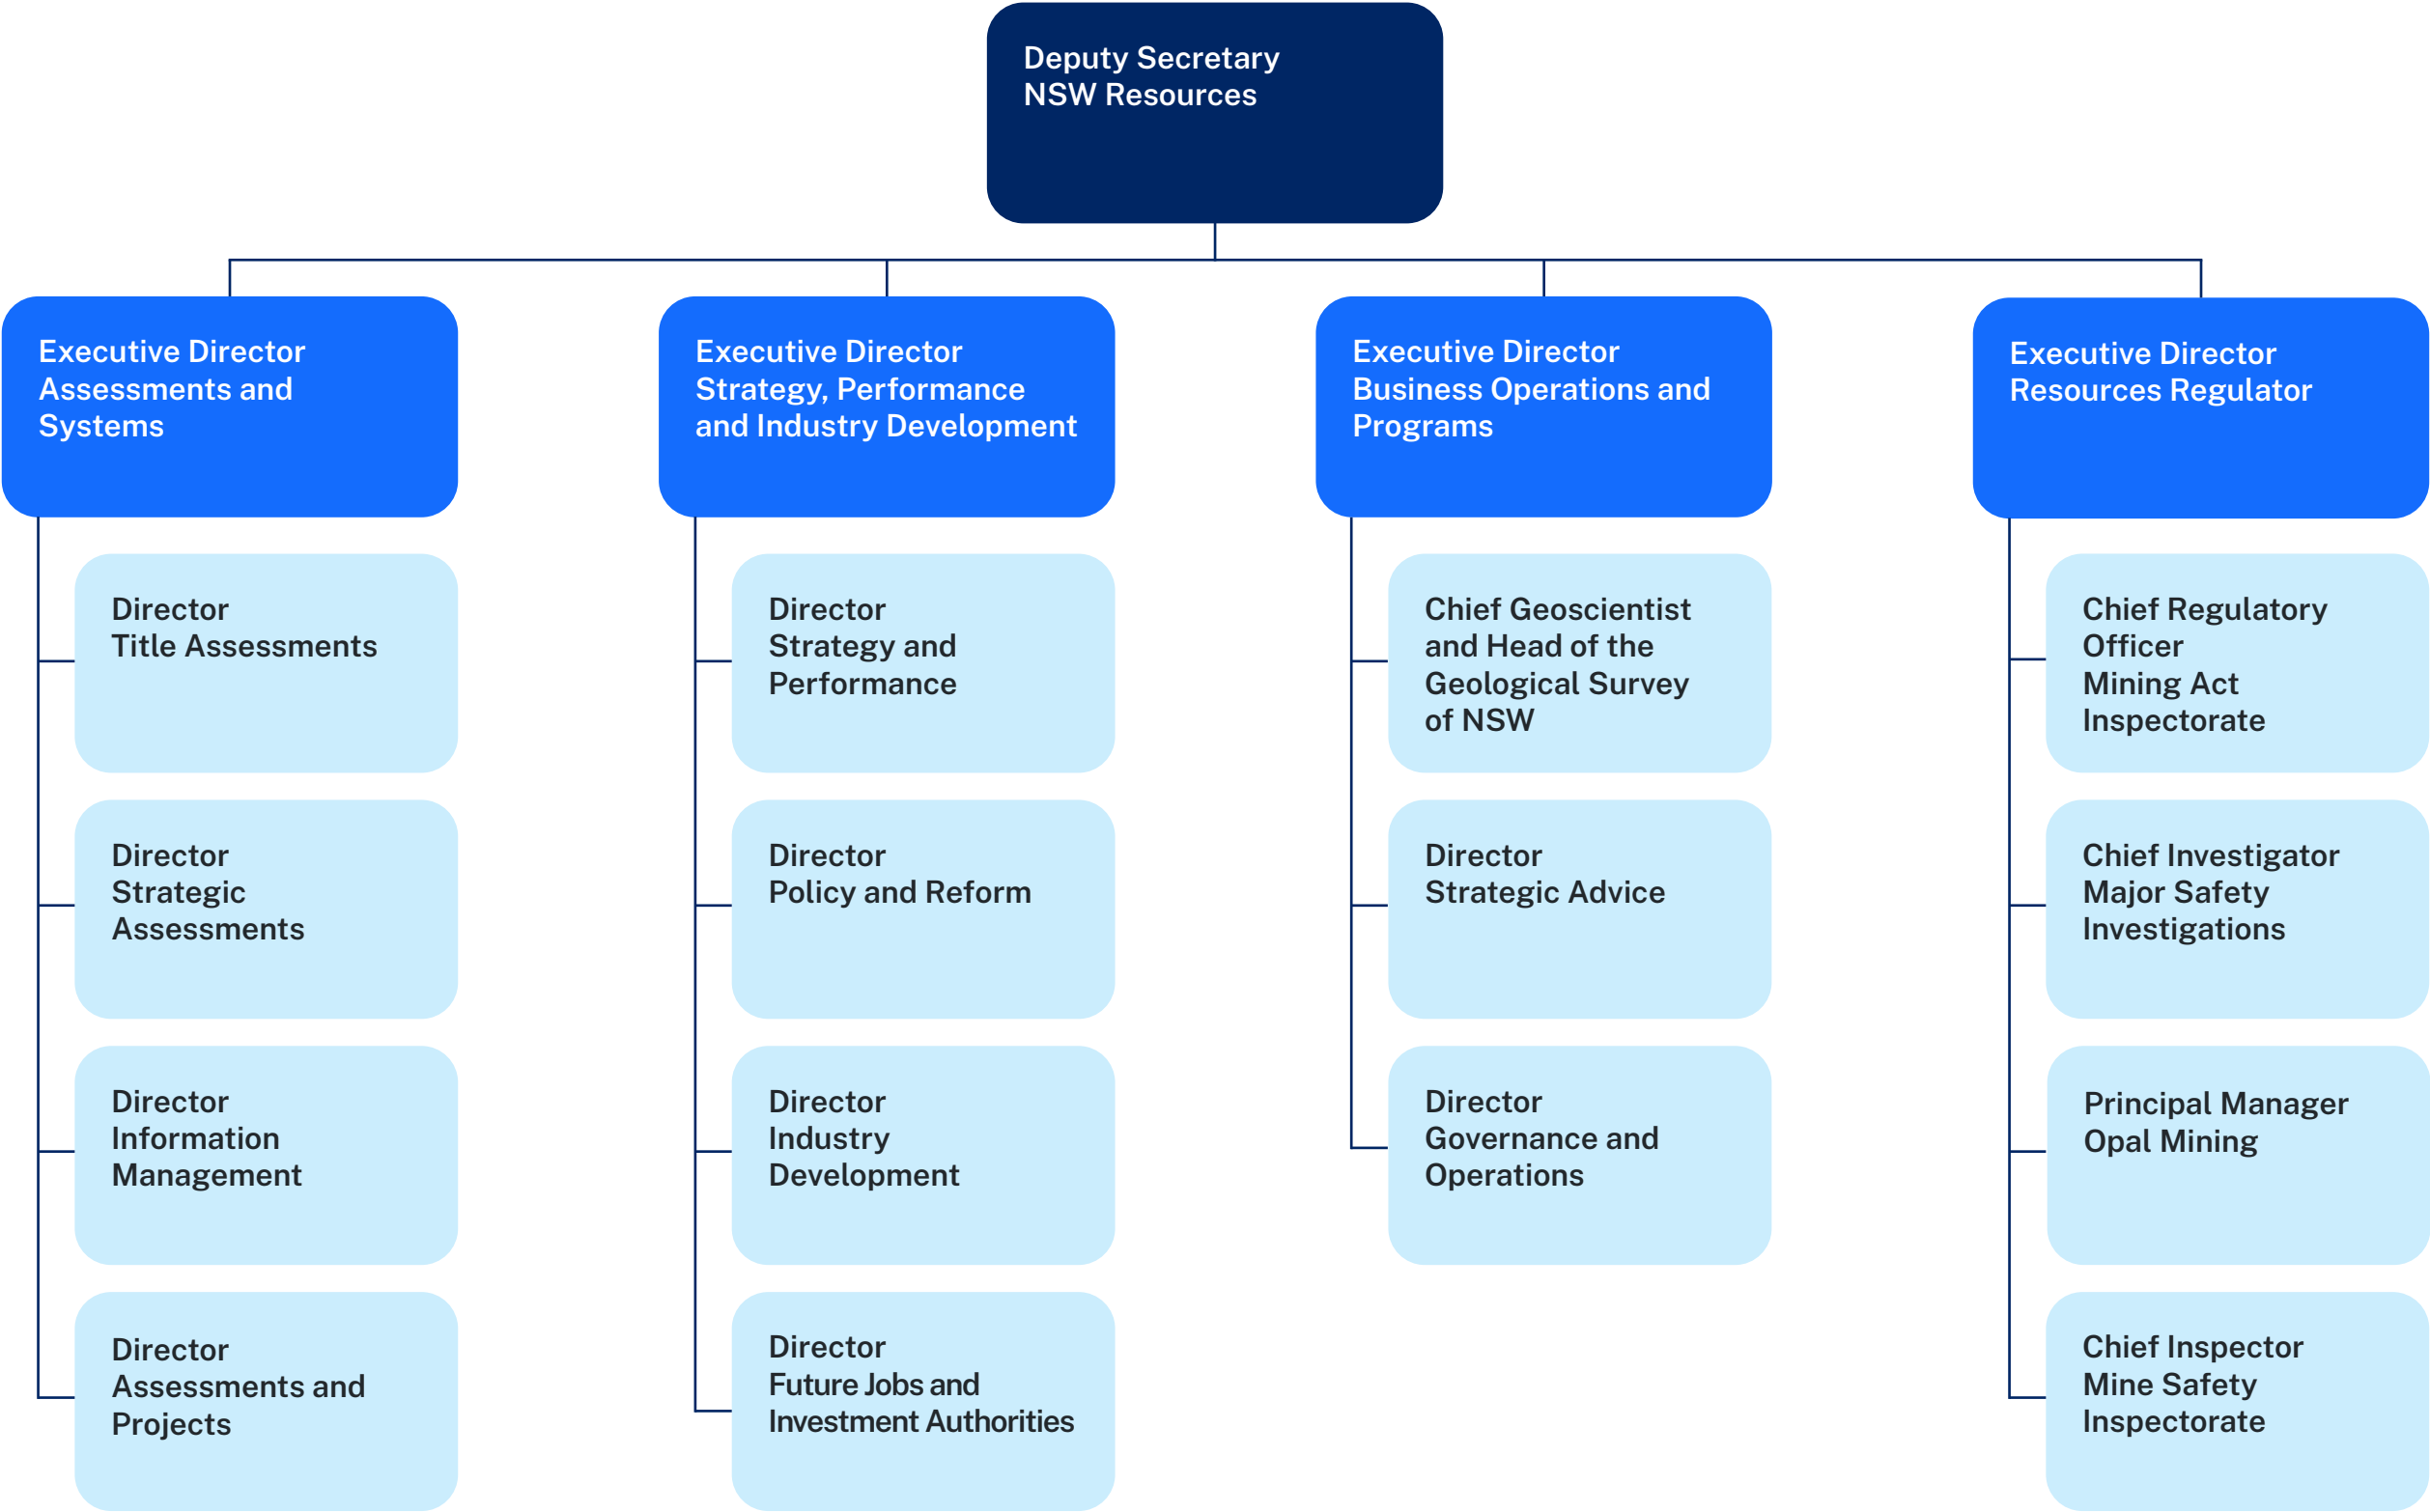 Deputy Secretary
NSW Resources
Executive Director
Assessments and
Systems
Director
Title Assessments
Director
Strategic
Assessments
Director
Information
Management
Director
Assessments and
Projects
Executive Director
Strategy, Performance
and Industry Development
Director
Strategy and
Performance
Director
Policy and Reform
Director
Industry
Development
Director
Future Jobs and
Investment Authorities
Executive Director
Business Operations and
Programs
Chief Geoscientist
and Head of the
Geological Survey
of NSW
Director
Strategic Advice
Director
Governance and
Operations
Executive Director
Resources Regulator
Chief Regulatory
Officer
Mining Act
Inspectorate
Chief Investigator
Major Safety
Investigations
Principal Manager
Opal Mining
Chief Inspector
Mine Safety
Inspectorate